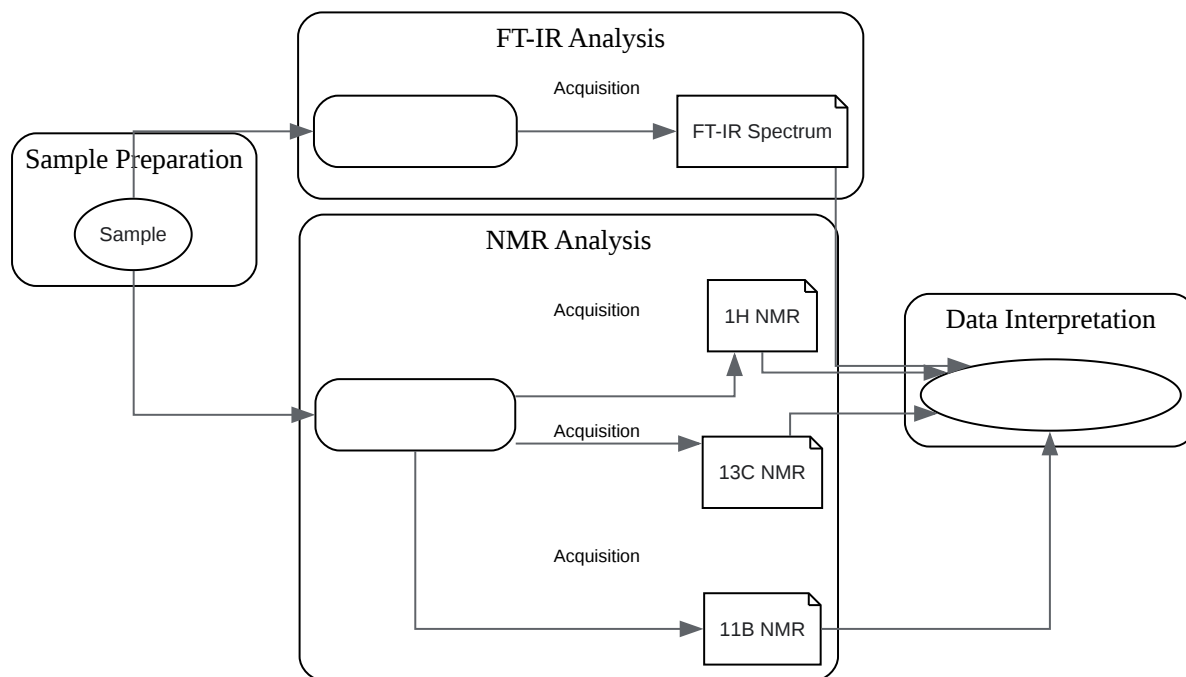 FT-IR Analysis
Acquisition
FT-IR Spectrum
Sample Preparation
Sample
NMR Analysis
Acquisition
1H NMR
Data Interpretation
Acquisition
13C NMR
Acquisition
11B NMR